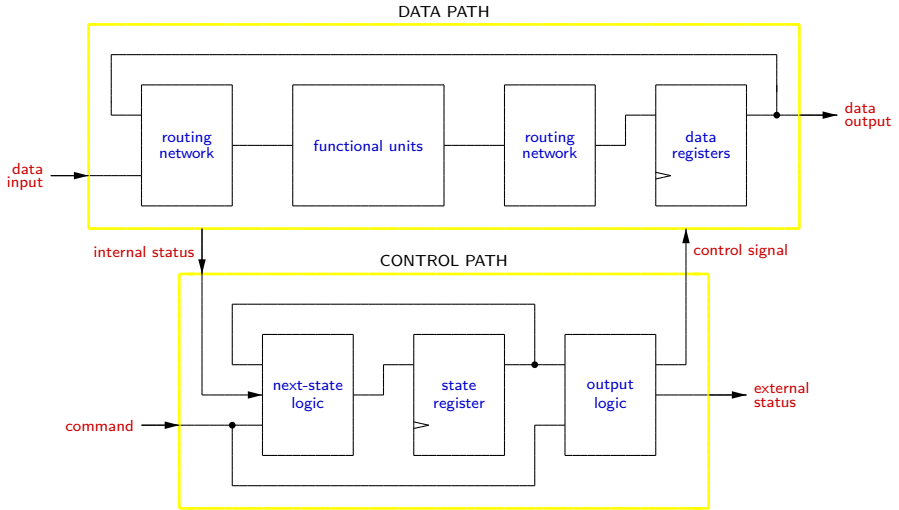 DATA PATH
routing
network
functional units
routing
network
data
registers
data
output
data
input
internal status
control signal
CONTROL PATH
next-state
logic
state
register
output
logic
external
status
command